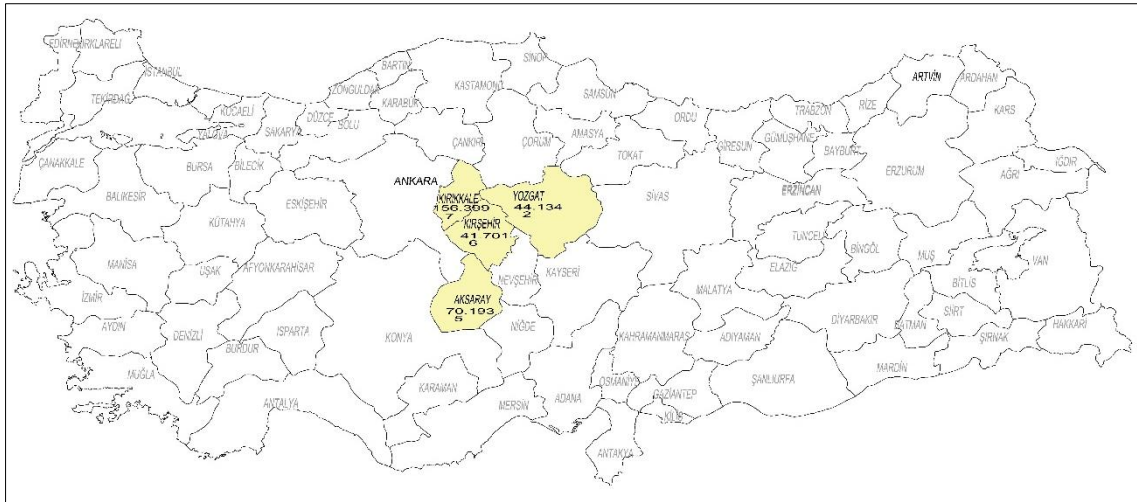 EDİRNE
KIRKLARELİ
İSTANBUL
TEKİRDAĞ
KOCAELİ
YALOVA
SAKARYA
DÜZCE
BOLU
ZONGULDAK
BARTIN
KARABÜK
KASTAMONU
SİNOP
SAMSUN
ÇANKIRI
ÇORUM
AMASYA
TOKAT
ORDU
GİRESUN
TRABZON
RİZE
ARTVİN
ARDAHAN
KARS
GÜMÜŞHANE
BAYBURT
ERZURUM
IĞDIR
AĞRI
ÇANAKKALE
BALIKESİR
BURSA
BİLECİK
ESKİŞEHİR
KÜTAHYA
ANKARA
KIRIKKALE
156.399
7
YOZGAT
44.134
2
KIRŞEHİR
41.701
6
SİVAS
ERZİNCAN
TUNCELİ
BİNGÖL
MUŞ
VAN
BİTLİS
MANİSA
UŞAK
AFYONKARAHİSAR
AKSARAY
70.193
5
NEVŞEHİR
KAYSERİ
MALATYA
ELAZIĞ
İZMİR
AYDIN
DENİZLİ
ISPARTA
BURDUR
KONYA
NİĞDE
KAHRAMANMARAŞ
ADIYAMAN
DİYARBAKIR
BATMAN
SİİRT
ŞIRNAK
HAKKARİ
MARDİN
MUĞLA
ANTALYA
KARAMAN
MERSİN
ADANA
OSMANİYE
GAZİANTEP
KİLİS
ŞANLIURFA
ANTAKYA